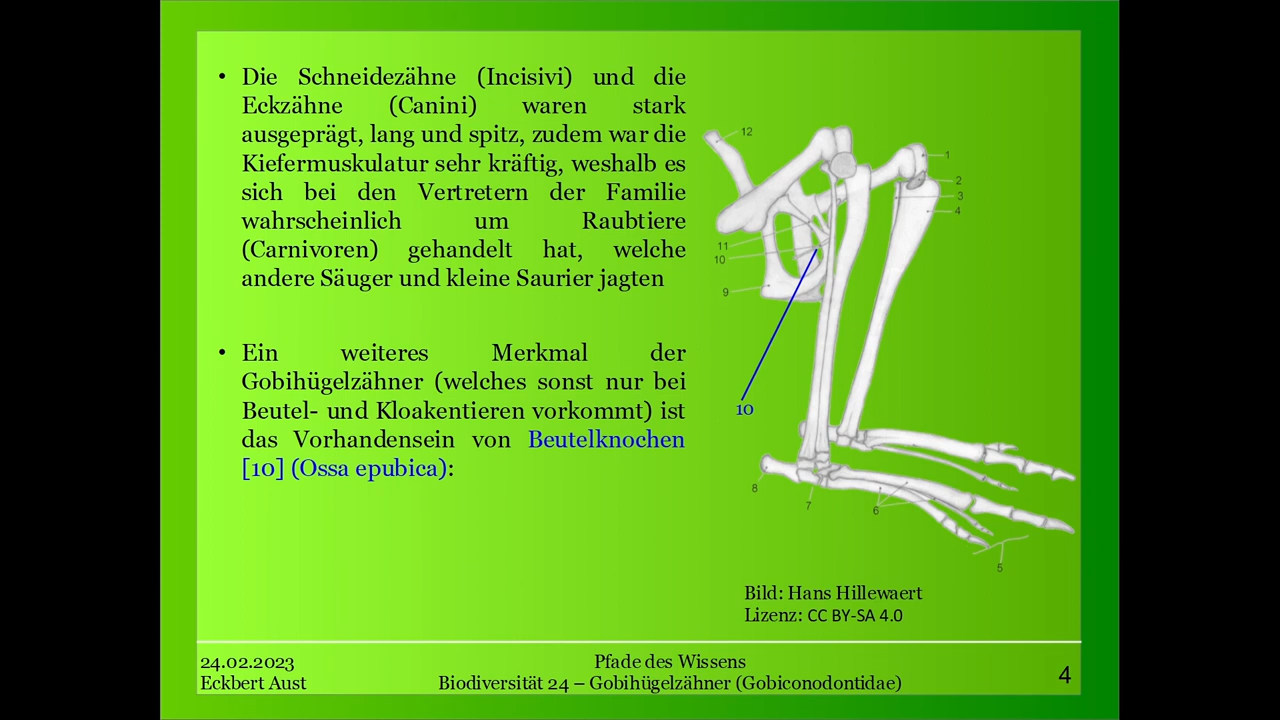 • Die Schneidezähne (Incisivi) und die
Eckzähne (Canini) waren stark
ausgeprägt, lang und spitz, zudem war die
Kiefermuskulatur sehr kräftig, weshalb es
sich bei den Vertretern der Familie
wahrscheinlich um Raubtiere
(Carnivoren) gehandelt hat, welche
andere Säuger und kleine Saurier jagten
• Ein weiteres Merkmal der
Gobihügelzähner (welches sonst nur bei
Beutel- und Kloakentieren vorkommt) ist
das Vorhandensein von Beutelknochen
[10] (Ossa epubica):
12
1
2
3
4
11
10
9
10
8
7
6
5
Bild: Hans Hillewaert
Lizenz: CC BY-SA 4.0
24.02.2023
Eckbert Aust
Pfade des Wissens
Biodiversität 24 – Gobihügelzähner (Gobiconodontidae)
4